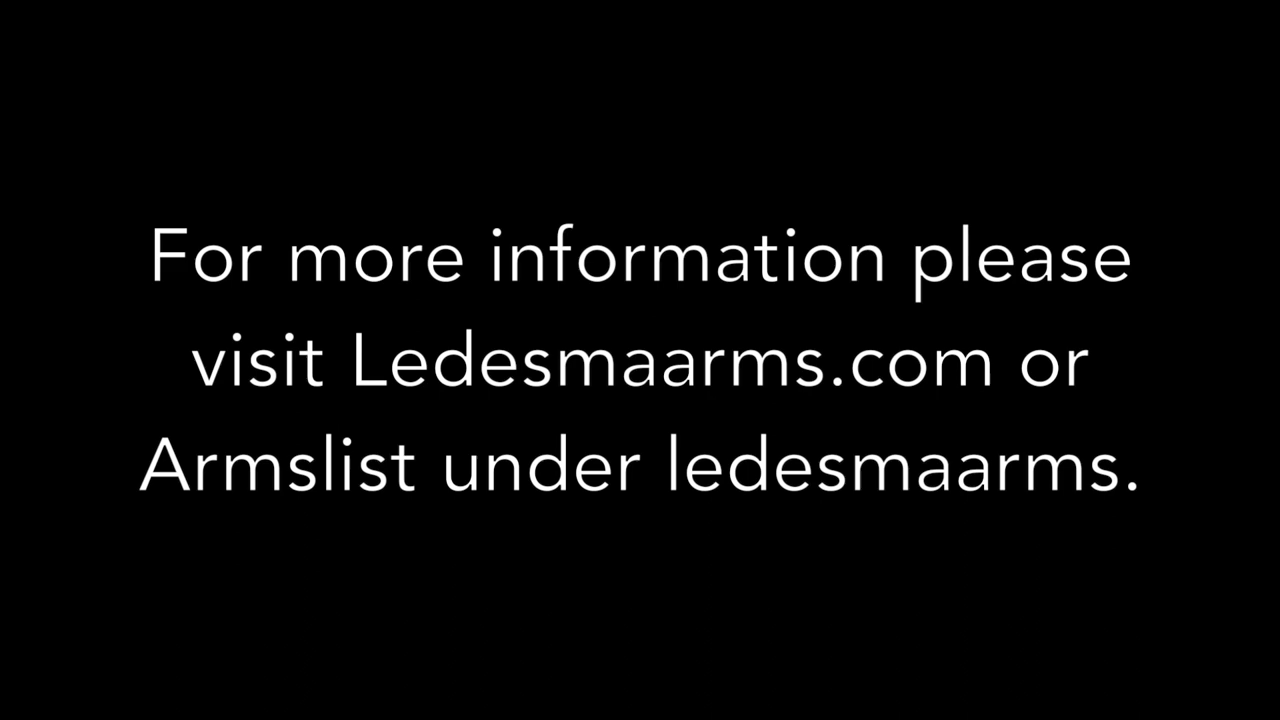 For more information please
visit Ledesmaarms.com or
Armslist under ledesmaarms.